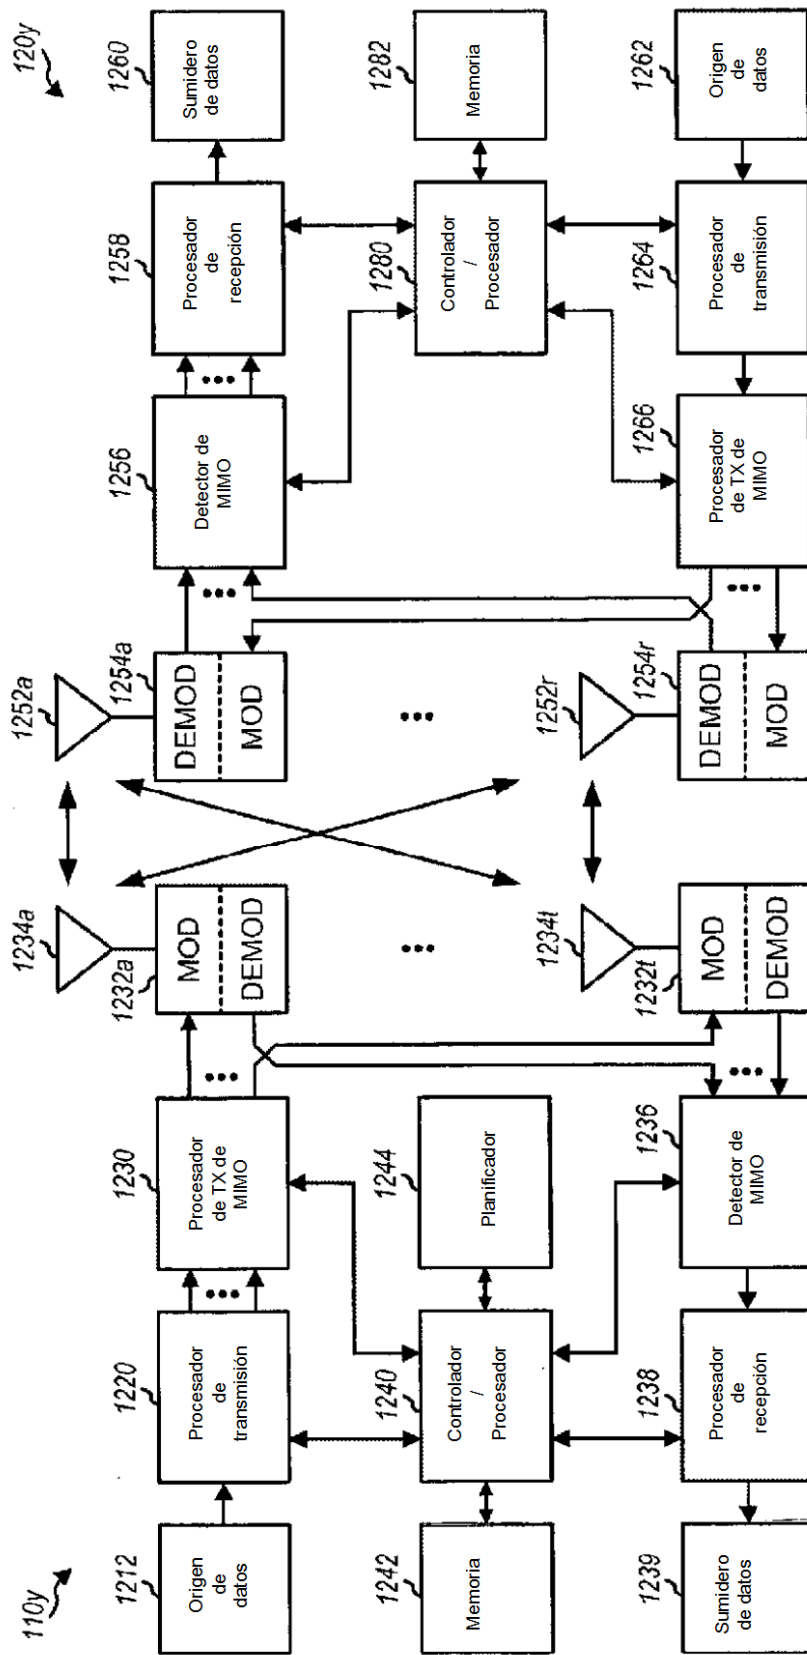 110y
120y
1212
Origen
de
datos
1220
Procesador
de
transmisión
1230
Procesador
de TX de
MIMO
1232a
MOD
DEMOD
1234a
1252a
1254a
DEMOD
MOD
1256
Detector de
MIMO
1258
Procesador
de
recepción
1260
Sumidero
de datos
1242
Memoria
1240
Controlador
/
Procesador
1244
Planificador
1280
Controlador
/
Procesador
1282
Memoria
1239
Sumidero
de datos
1238
Procesador
de
recepción
1236
Detector de
MIMO
1232t
MOD
DEMOD
1234t
1252r
1254r
DEMOD
MOD
1266
Procesador
de TX de
MIMO
1264
Procesador
de
transmisión
1262
Origen
de
datos